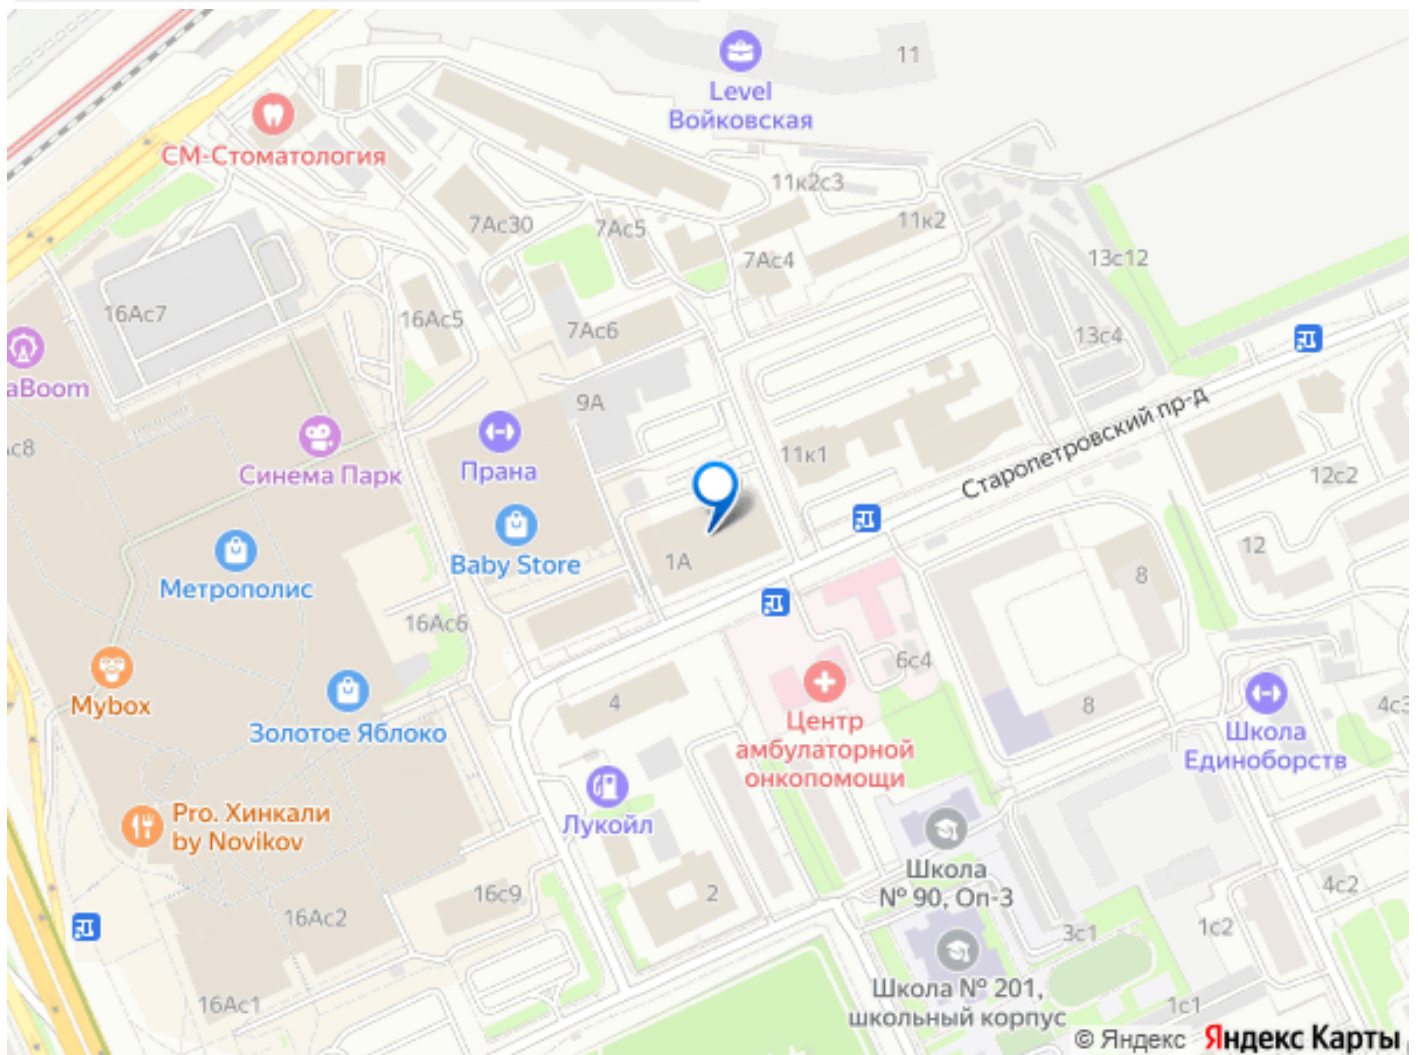 11
Level
Войковская
СМ-Стоматология
11к2с3
7Ас30
7Ас5
11к2
7Ас4
13с12
16Ас7
16Ас5
7Ас6
13с4
aBoom
9А
Старопетровский пр-д
с8
Прана
Синема Парк
11к1
12с2
Baby Store
1А
12
Метрополис
8
16Ас6
6с4
Mybox
4
8
4с3
Золотое Яблоко
Центр
амбулаторной
онкопомощи
Школа
Единоборств
Pro. Хинкали
by Novikov
Лукойл
Школа
№ 90, Оп-3
16с9
2
4с2
16Ас2
3с1
1с2
Школа № 201,
школьный корпус
16Ас1
1с1
© Яндекс Яндекс Карты